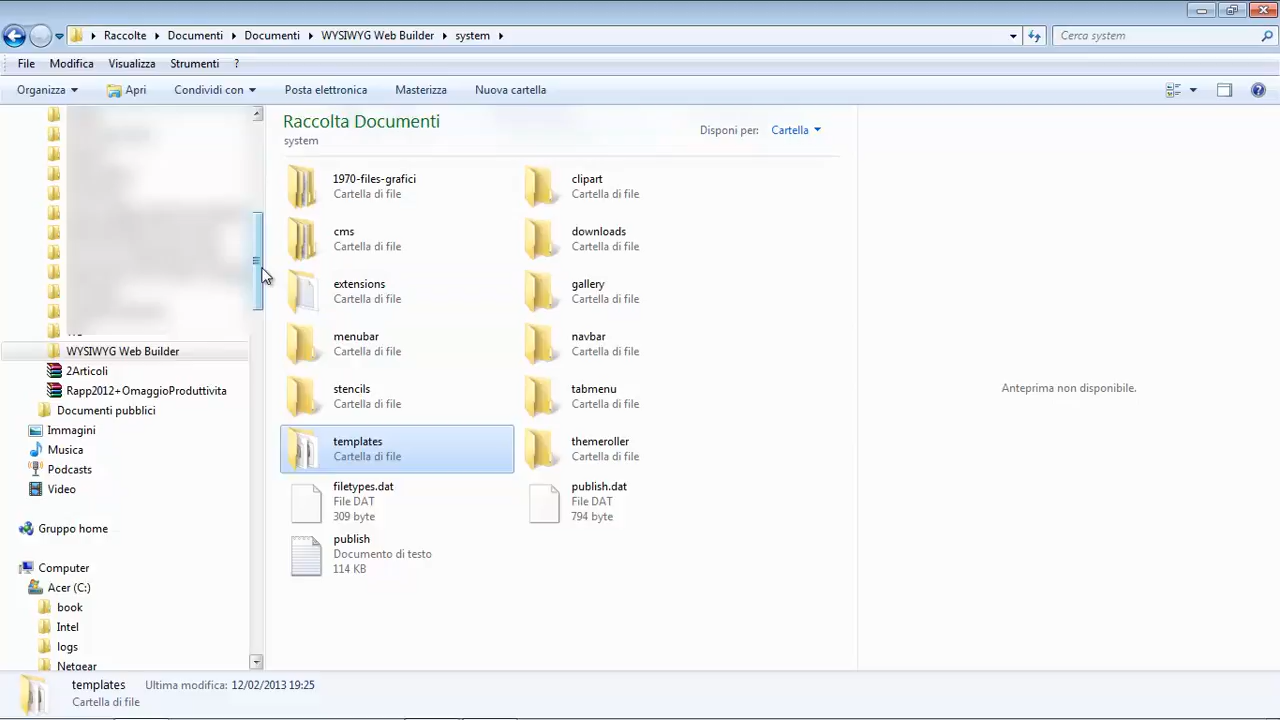 Raccolte Documenti Documenti WYSIWYG Web Builder system
Cerca system
File Modifica Visualizza Strumenti ?
Organizza Apri Condividi con Posta elettronica Masterizza Nuova cartella
Raccolta Documenti
system
Disponi per: Cartella
1970-files-grafici
Cartella di file
clipart
Cartella di file
cms
Cartella di file
downloads
Cartella di file
extensions
Cartella di file
gallery
Cartella di file
menubar
Cartella di file
navbar
Cartella di file
stencils
Cartella di file
tabmenu
Cartella di file
templates
Cartella di file
themeroller
Cartella di file
filetypes.dat
File DAT
309 byte
publish.dat
File DAT
794 byte
publish
Documento di testo
114 KB
WYSIWYG Web Builder
2Articoli
Rapp2012+OmaggioProduttivita
Documenti pubblici
Immagini
Musica
Podcasts
Video
Gruppo home
Computer
Acer (C:)
book
Intel
logs
Netgear
Anteprima non disponibile.
templates Ultima modifica: 12/02/2013 19:25
Cartella di file